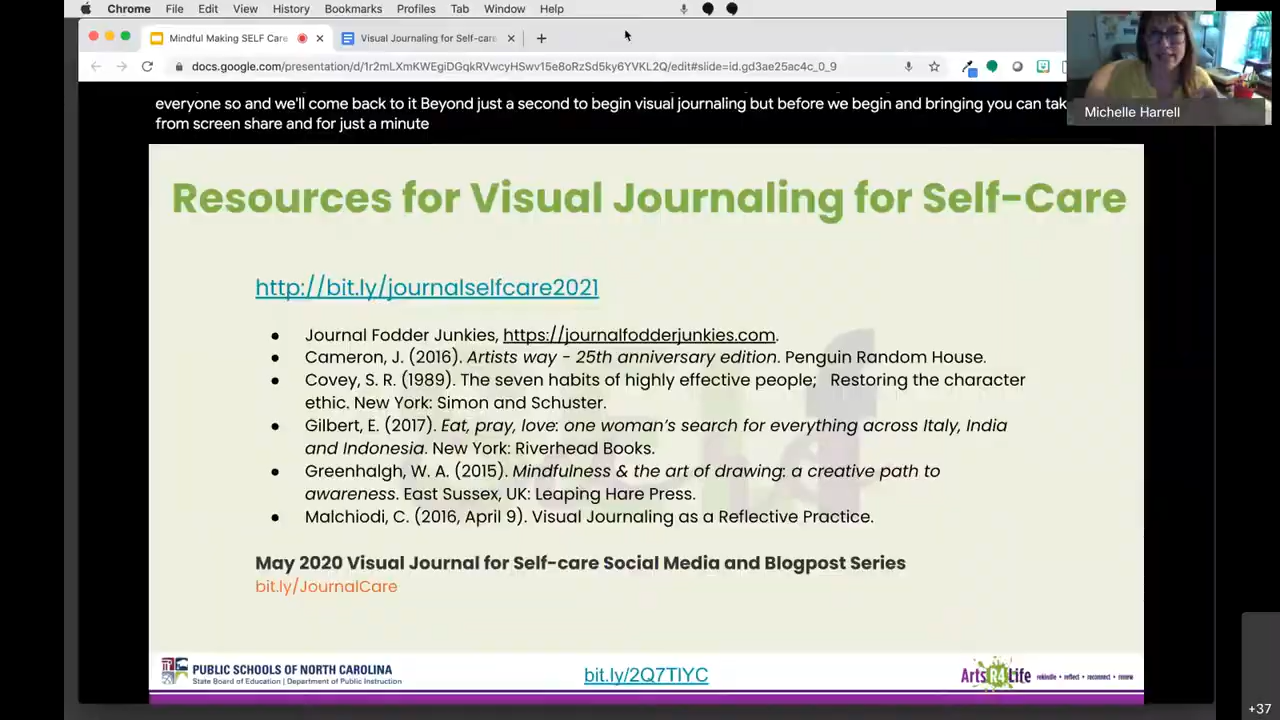 Chrome File Edit View History Bookmarks Profiles Tab Window Help
Mindful Making SELF Care
Visual Journaling for Self-care
docs.google.com/presentation/d/1r2mLXmKWEgiDGqkRVwcyHSwv15e8oRzSd5ky6YVKL2Q/edit#slide=id.gd3ae25ac4c_0_9
everyone so and we'll come back to it Beyond just a second to begin visual journaling but before we begin and bringing you can tak
from screen share and for just a minute
Michelle Harrell
Resources for Visual Journaling for Self-Care
http://bit.ly/journalselfcare2021
● Journal Fodder Junkies, https://journalfodderjunkies.com.
● Cameron, J. (2016). Artists way - 25th anniversary edition. Penguin Random House.
● Covey, S. R. (1989). The seven habits of highly effective people; Restoring the character
ethic. New York: Simon and Schuster.
● Gilbert, E. (2017). Eat, pray, love: one woman's search for everything across Italy, India
and Indonesia. New York: Riverhead Books.
● Greenhalgh, W. A. (2015). Mindfulness & the art of drawing: a creative path to
awareness. East Sussex, UK: Leaping Hare Press.
● Malchiodi, C. (2016, April 9). Visual Journaling as a Reflective Practice.
May 2020 Visual Journal for Self-care Social Media and Blogpost Series
bit.ly/JournalCare
PUBLIC SCHOOLS OF NORTH CAROLINA
State Board of Education | Department of Public Instruction
bit.ly/2Q7TIYC
Arts R4 Life rekindle • reflect • reconnect • renew
+37